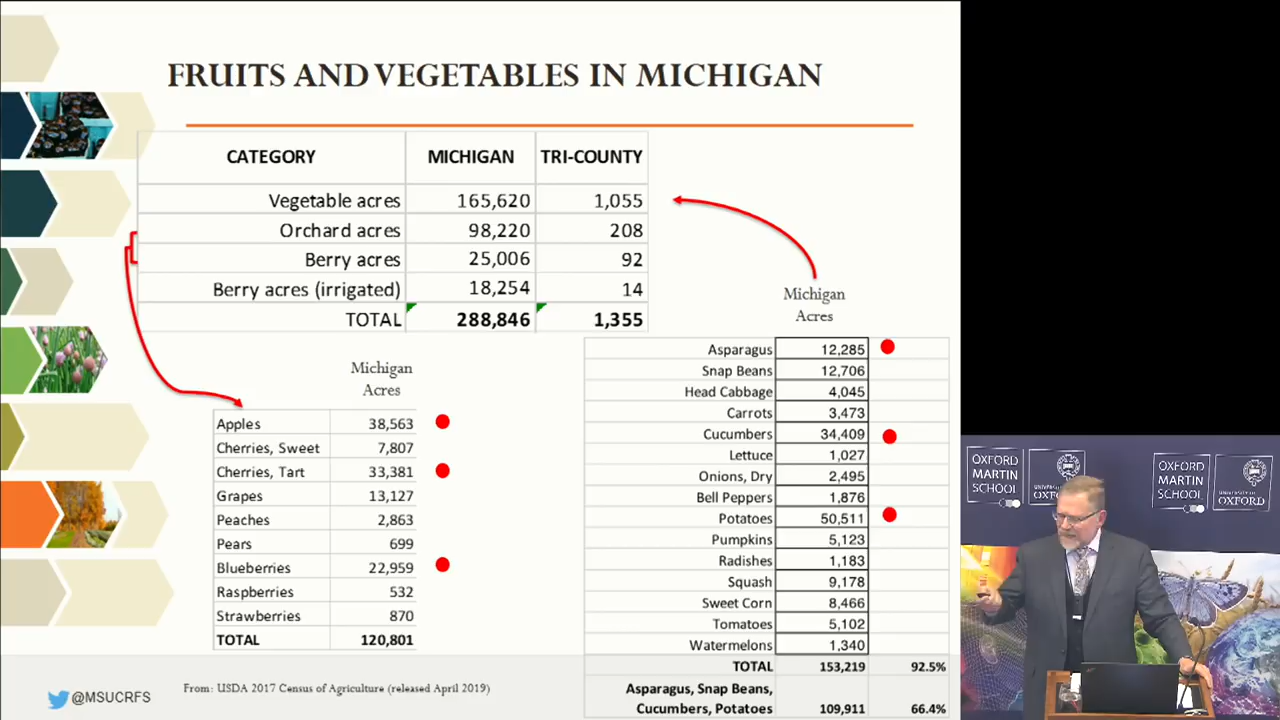 FRUITS AND VEGETABLES IN MICHIGAN
CATEGORY MICHIGAN TRI-COUNTY
Vegetable acres 165,620 1,055
Orchard acres 98,220 208
Berry acres 25,006 92
Berry acres (irrigated) 18,254 14
TOTAL 288,846 1,355
Michigan
Acres
Apples 38,563
Cherries, Sweet 7,807
Cherries, Tart 33,381
Grapes 13,127
Peaches 2,863
Pears 699
Blueberries 22,959
Raspberries 532
Strawberries 870
TOTAL 120,801
Michigan
Acres
Asparagus 12,285
Snap Beans 12,706
Head Cabbage 4,045
Carrots 3,473
Cucumbers 34,409
Lettuce 1,027
Onions, Dry 2,495
Bell Peppers 1,876
Potatoes 50,511
Pumpkins 5,123
Radishes 1,183
Squash 9,178
Sweet Corn 8,466
Tomatoes 5,102
Watermelons 1,340
TOTAL 153,219 92.5%
Asparagus, Snap Beans,
Cucumbers, Potatoes 109,911 66.4%
@MSUCRFS
From: USDA 2017 Census of Agriculture (released April 2019)
OXFORD
MARTIN
SCHOOL
OXFORD
MARTIN
SCHOOL
UNIVERSITY OF
OXFORD